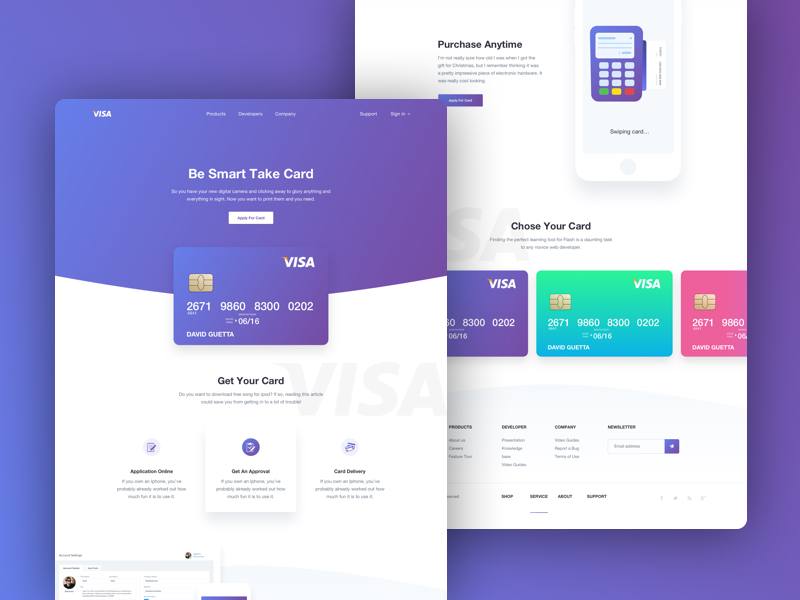 VISA
Products Developers Company Support Sign in
Be Smart Take Card
So you have your new digital camera and clicking away to glory anything and
everything in sight. Now you want to print them and you need.
Apply For Card
VISA
2671 9860 8300 0202
06/16
DAVID GUETTA
Get Your Card
Do you want to download free song for ipod? If so, reading this article
could save you from getting in to a lot of trouble!
VISA
Application Online
If you own an Iphone, you've
probably already worked out how
much fun it is to use it.
Get An Approval
If you own an Iphone, you've
probably already worked out how
much fun it is to use it.
Card Delivery
If you own an Iphone, you've
probably already worked out how
much fun it is to use it.
Account Settings
Purchase Anytime
I'm not really sure how old I was when I got the
gift for Christmas, but I remember thinking it was
a pretty impressive piece of electronic hardware. It
was really cool looking
Apply For Card
Swiping card...
SA
Chose Your Card
Finding the perfect learning tool for Flash is a daunting task
to any novice web developer.
VISA
60 8300 0202
06/16
VISA
2671 9860 8300 0202
06/16
DAVID GUETTA
2671 9860
DAVID GUETTA
PRODUCTS DEVELOPER COMPANY NEWSLETTER
About us Presentation Video Guides
Careers Knowledge Report a Bug
Feature Tour base Terms of Use
Video Guides
Email address
SHOP SERVICE ABOUT SUPPORT